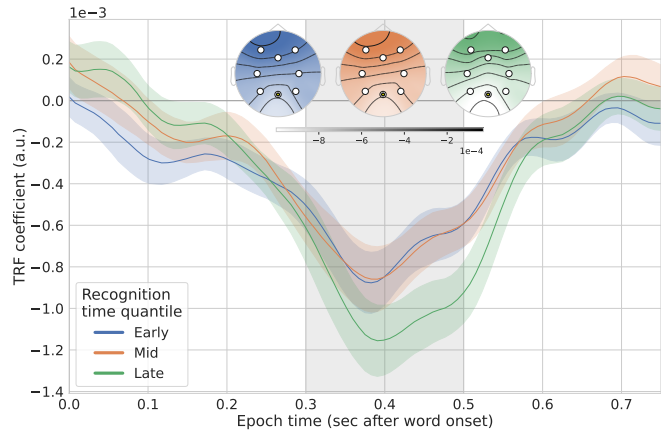 1e−3
0.2
0.0
−0.2
−0.4
−0.6
−0.8
−1.0
−1.2
−1.4
TRF coefficient (a.u.)
−8 −6 −4 −2
1e−4
Recognition
time quantile
Early
Mid
Late
0.0 0.1 0.2 0.3 0.4 0.5 0.6 0.7
Epoch time (sec after word onset)